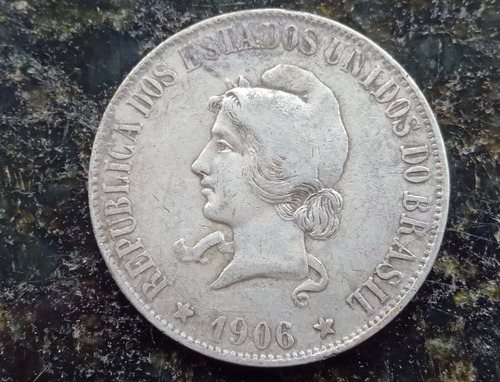 REPUBLICA DOS ESTADOS UNIDOS DO BRASIL
1906